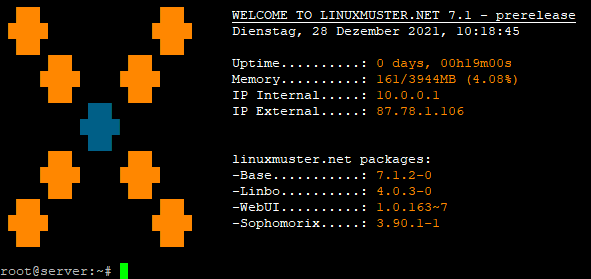 WELCOME TO LINUXMUSTER.NET 7.1 - prerelease
Dienstag, 28 Dezember 2021, 10:18:45
Uptime..........: 0 days, 00h19m00s
Memory..........: 161/3944MB (4.08%)
IP Internal.....: 10.0.0.1
IP External.....: 87.78.1.106
linuxmuster.net packages:
-Base...........: 7.1.2-0
-Linbo..........: 4.0.3-0
-WebUI..........: 1.0.163~7
-Sophomorix.....: 3.90.1-1
root@server:~#